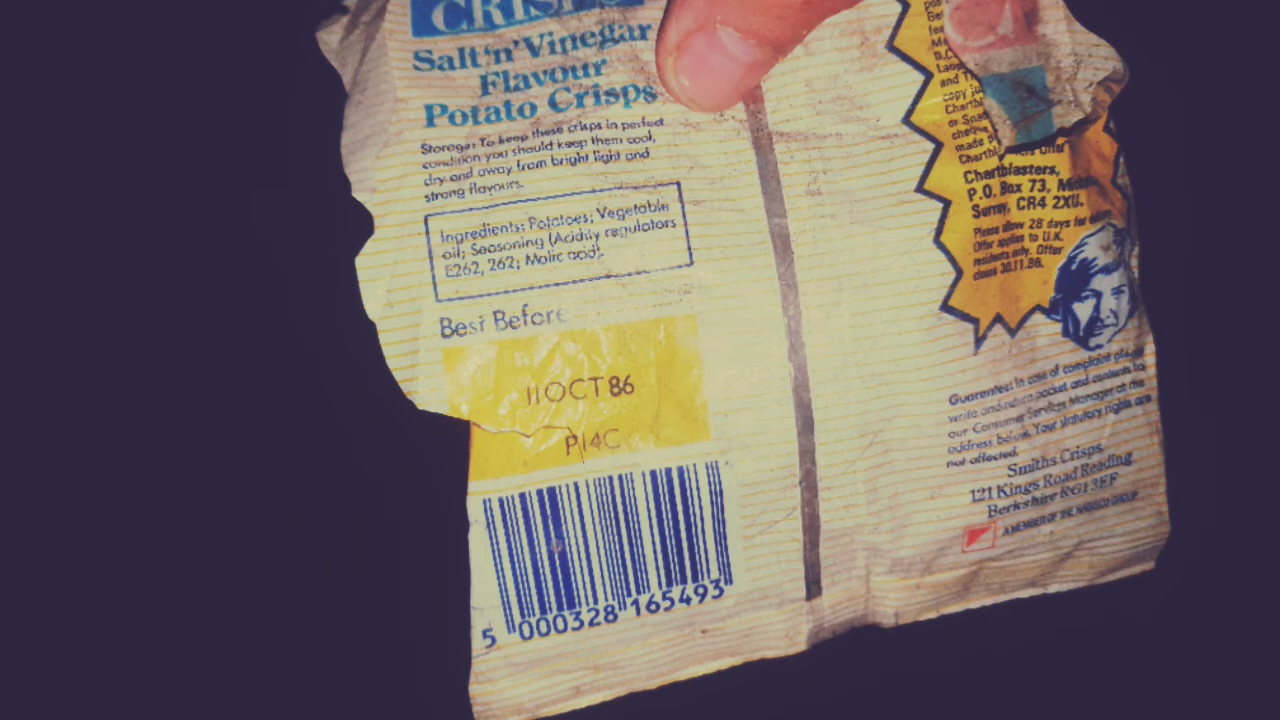 CRISPS
Salt 'n' Vinegar
Flavour
Potato Crisps
Storage: To keep these crisps in perfect
condition you should keep them cool,
dry and away from bright light and
strong flavours.
Ingredients: Potatoes; Vegetable
oil; Seasoning (Acidity regulators
E262, 262; Malic acid).
Best Before
11 OCT 86
P14C
5 000328 165493
and T
copy
or
made
Offer
Chartblasters,
P.O. Box 73,
Surrey, CR4 2XU.
Please allow 28 days for
Offer applies to U.K.
residents only. Offer
closes 30.11.86.
Guarantee: In case of complaint please
write and return packet and contents to
our Consumer Services Manager at the
address below. Your statutory rights are
not affected.
Smiths Crisps
121 Kings Road Reading
Berkshire RG1 3EF
A MEMBER OF THE NABISCO GROUP